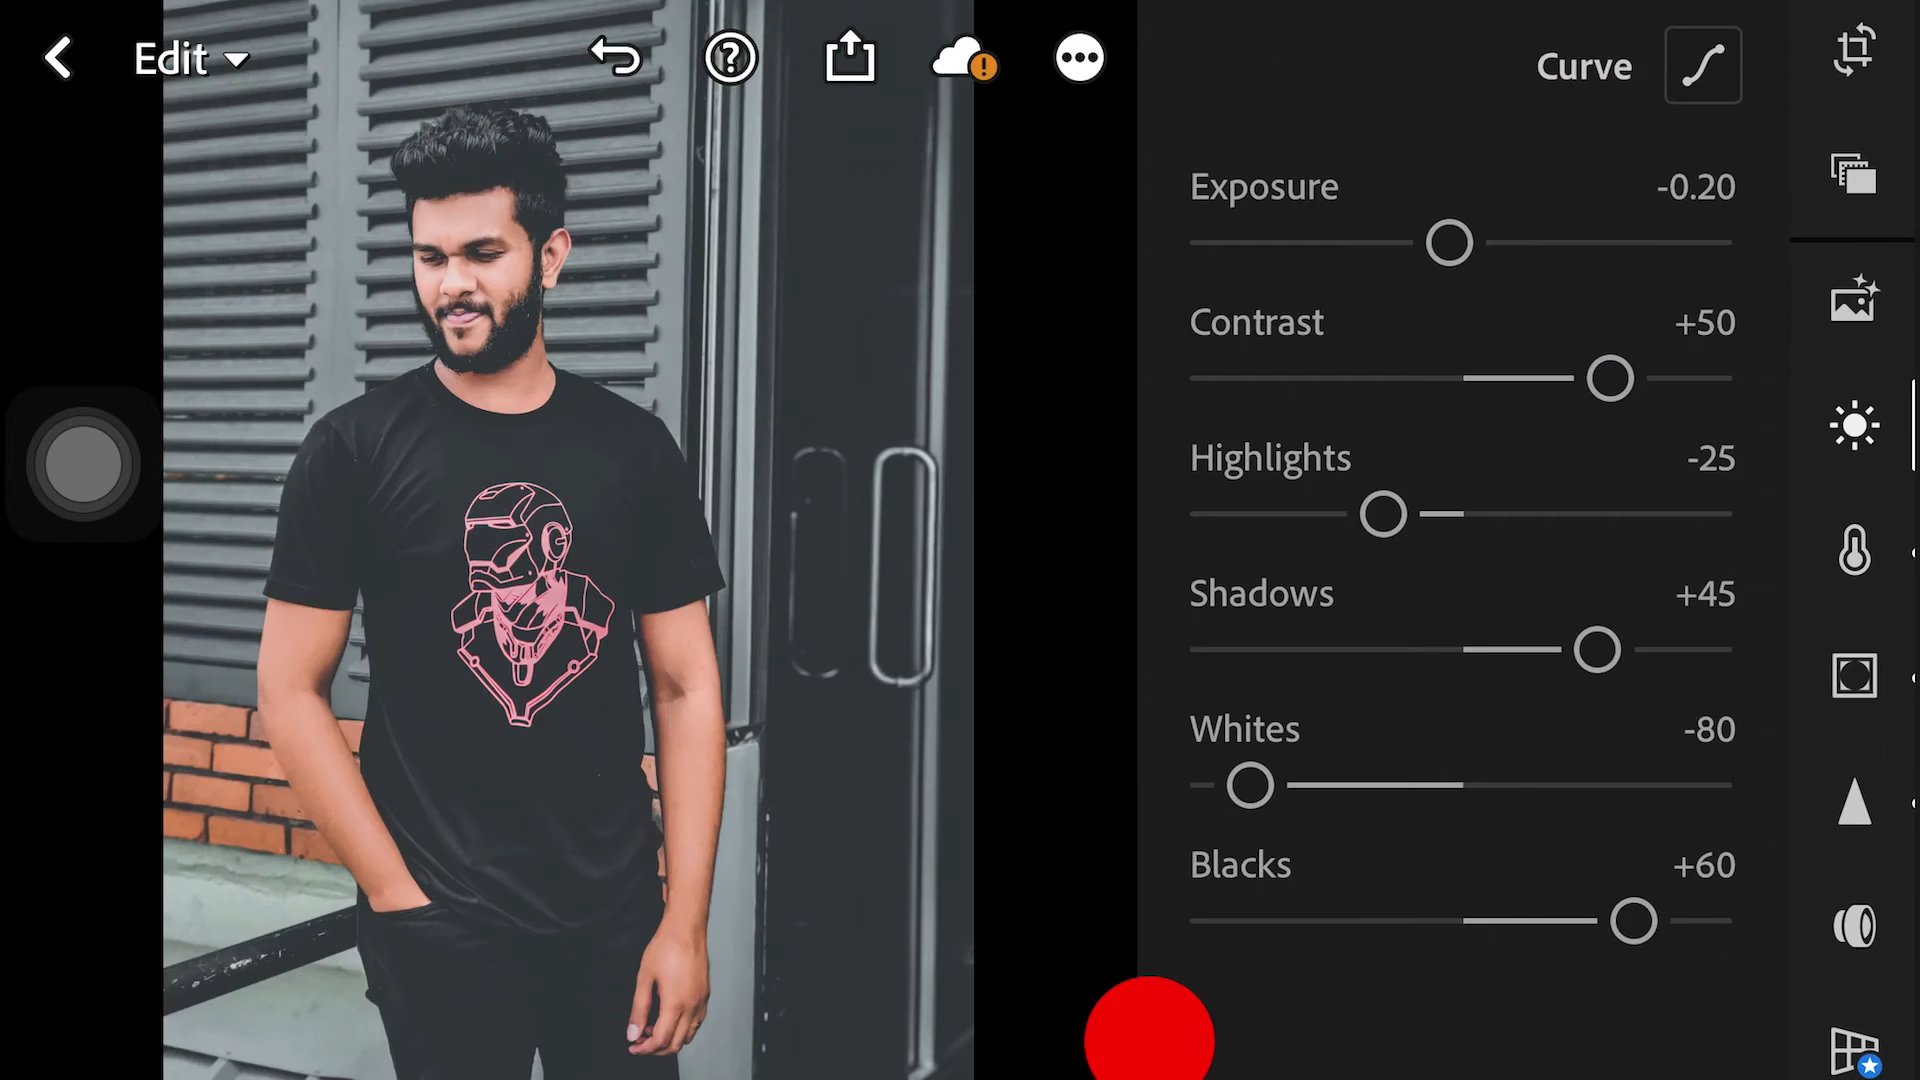 Edit
Curve
Exposure -0.20
Contrast +50
Highlights -25
Shadows +45
Whites -80
Blacks +60